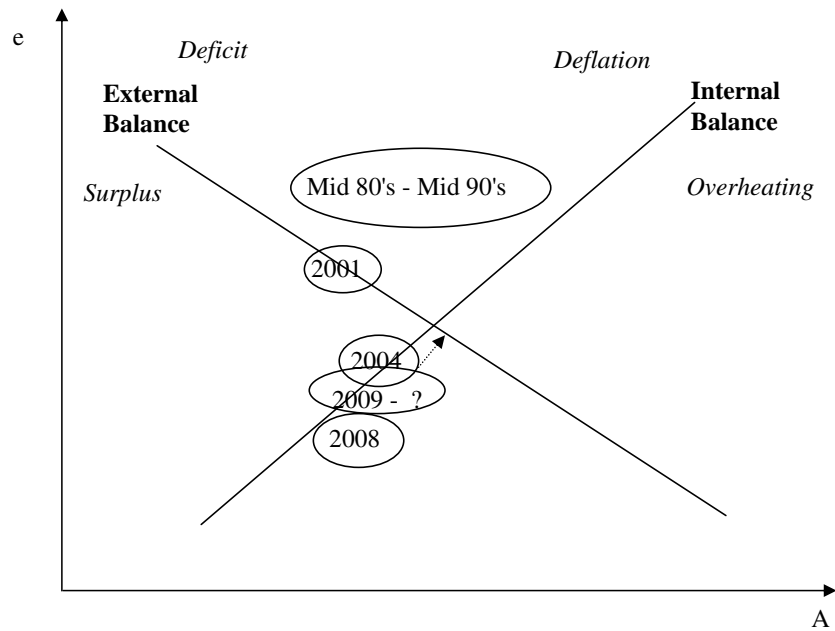 e
Deficit
Deflation
External
Balance
Internal
Balance
Surplus
Mid 80's - Mid 90's
Overheating
2001
2004
2009 - ?
2008
A